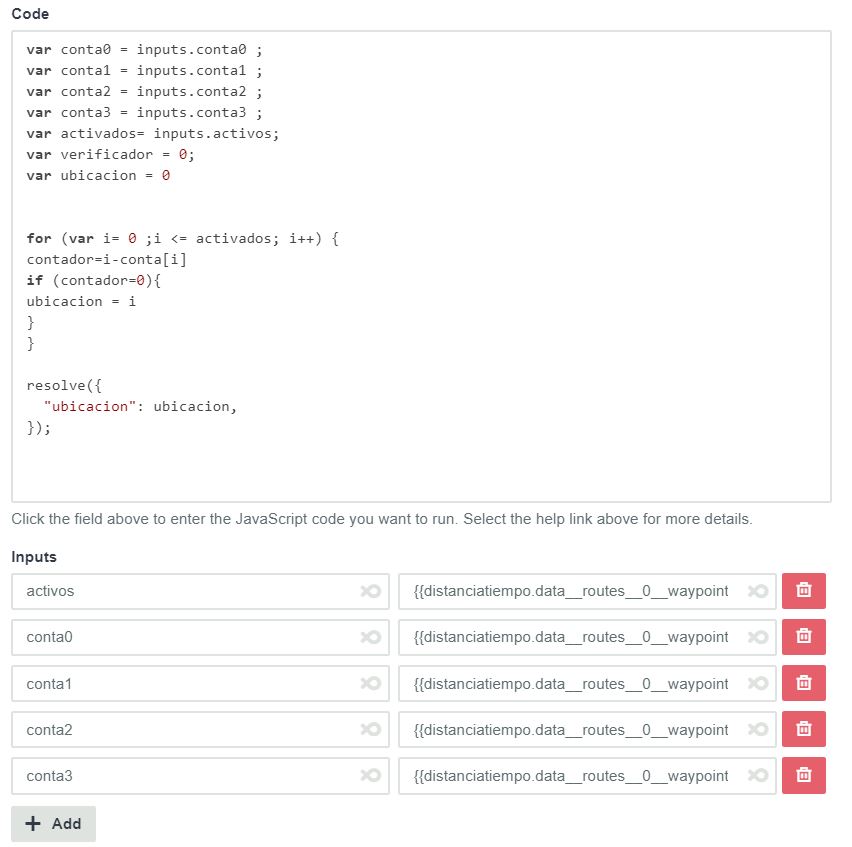 Code
var conta0 = inputs.conta0 ;
var conta1 = inputs.conta1 ;
var conta2 = inputs.conta2 ;
var conta3 = inputs.conta3 ;
var activados= inputs.activos;
var verificador = 0;
var ubicacion = 0
for (var i= 0 ;i <= activados; i++) {
contador=i-conta[i]
if (contador=0){
ubicacion = i
}
}
resolve({
"ubicacion": ubicacion,
});
Click the field above to enter the JavaScript code you want to run. Select the help link above for more details.
Inputs
activos {{distanciatiempo.data__routes__0__waypoint
conta0 {{distanciatiempo.data__routes__0__waypoint
conta1 {{distanciatiempo.data__routes__0__waypoint
conta2 {{distanciatiempo.data__routes__0__waypoint
conta3 {{distanciatiempo.data__routes__0__waypoint
+ Add